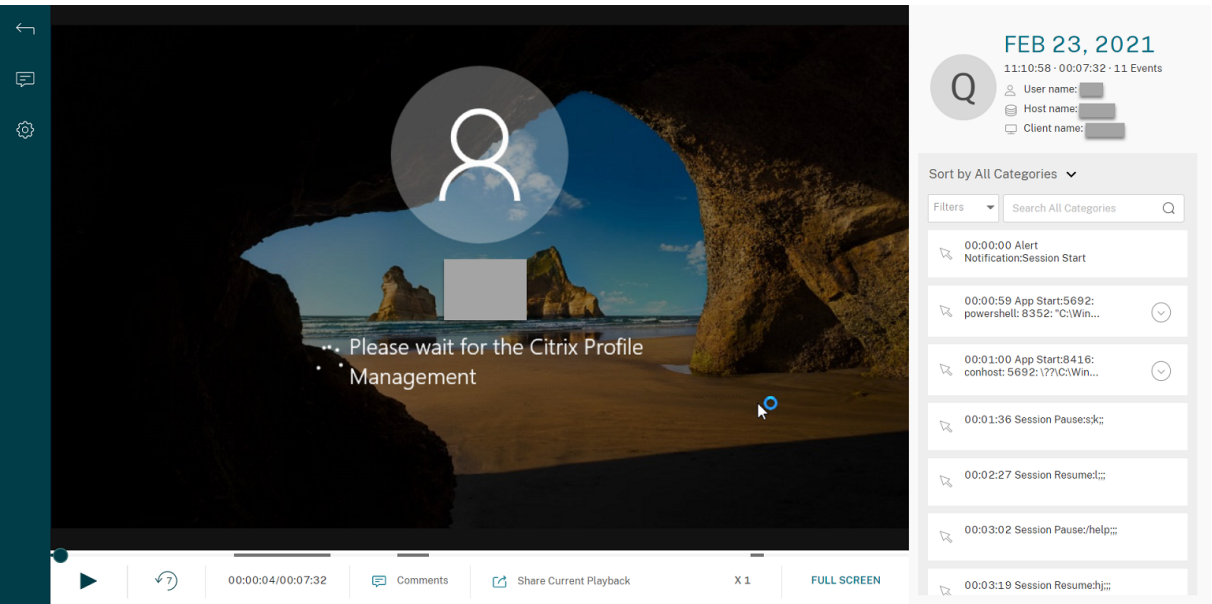 Please wait for the Citrix Profile
Management
7
00:00:04/00:07:32
Comments
Share Current Playback
X 1
FULL SCREEN
FEB 23, 2021
11:10:58 · 00:07:32 · 11 Events
Q
User name:
Host name:
Client name:
Sort by All Categories
Filters
Search All Categories
00:00:00 Alert
Notification:Session Start
00:00:59 App Start:5692:
powershell: 8352: "C:\Win...
00:01:00 App Start:8416:
conhost: 5692: \??\C:\Win...
00:01:36 Session Pause:s;k;;
00:02:27 Session Resume:l;;;
00:03:02 Session Pause:/help;;;
00:03:19 Session Resume:hj;;;